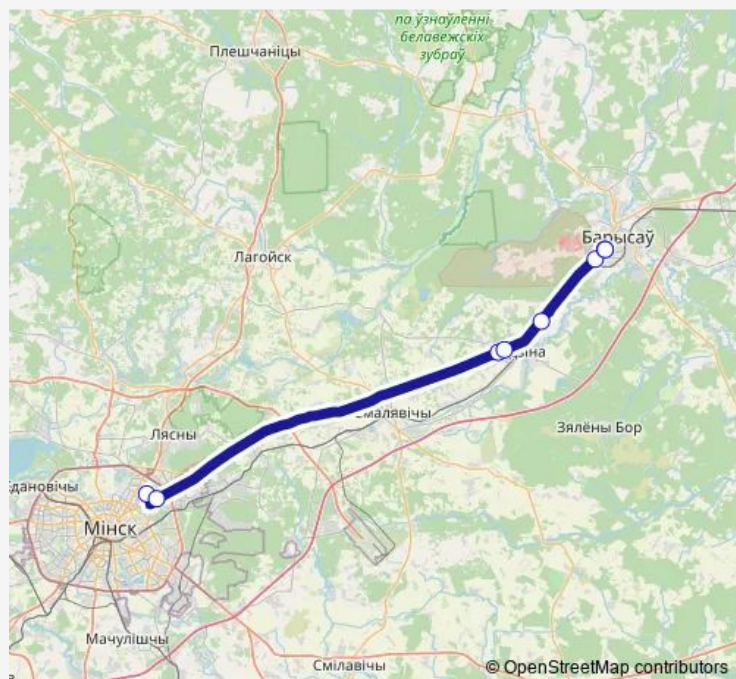 па ўзнаўленні
белавежскіх
зуброў
Плешчаніцы
Барысаў
Лагойск
Смалявічы
Зялёны Бор
Лясны
Мінск
Мачулішчы
Смілавічы
© OpenStreetMap contributors